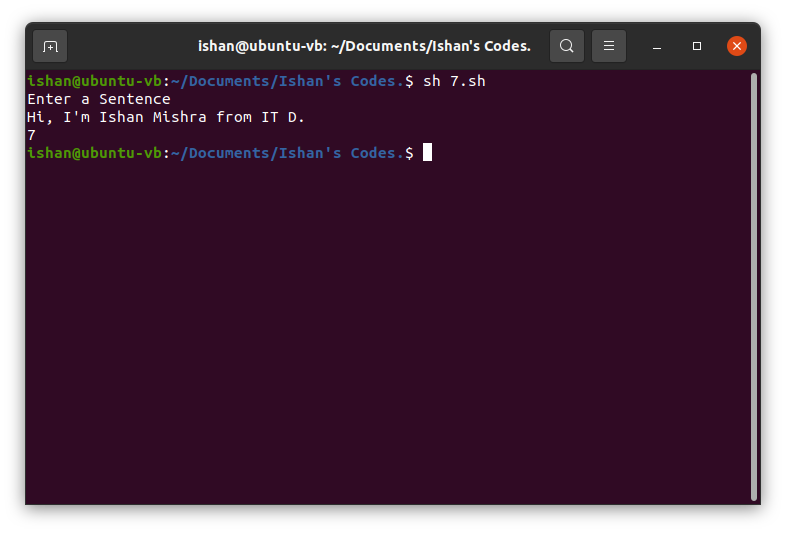 ishan@ubuntu-vb: ~/Documents/Ishan's Codes.
ishan@ubuntu-vb:~/Documents/Ishan's Codes.$ sh 7.sh
Enter a Sentence
Hi, I'm Ishan Mishra from IT D.
7
ishan@ubuntu-vb:~/Documents/Ishan's Codes.$